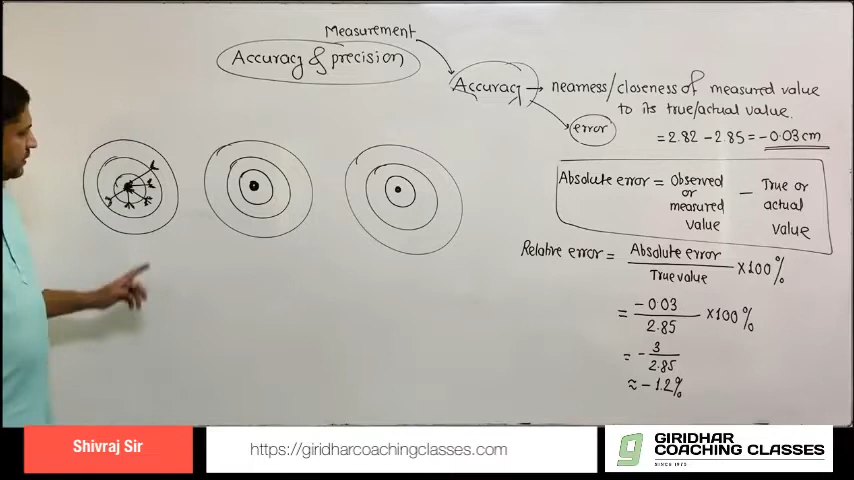 Measurement
Accuracy & precision
Accuracy → nearness/closeness of measured value
to its true/actual value.
error
= 2.82 - 2.85 = -0.03 cm
Absolute error = Observed or measured value - True or actual value
Relative error = Absolute error / True value × 100%
= -0.03 / 2.85 × 100%
= - 3 / 2.85
≈ -1.2%
Shivraj Sir
https://giridharcoachingclasses.com
GIRIDHAR
COACHING CLASSES
SINCE 1975